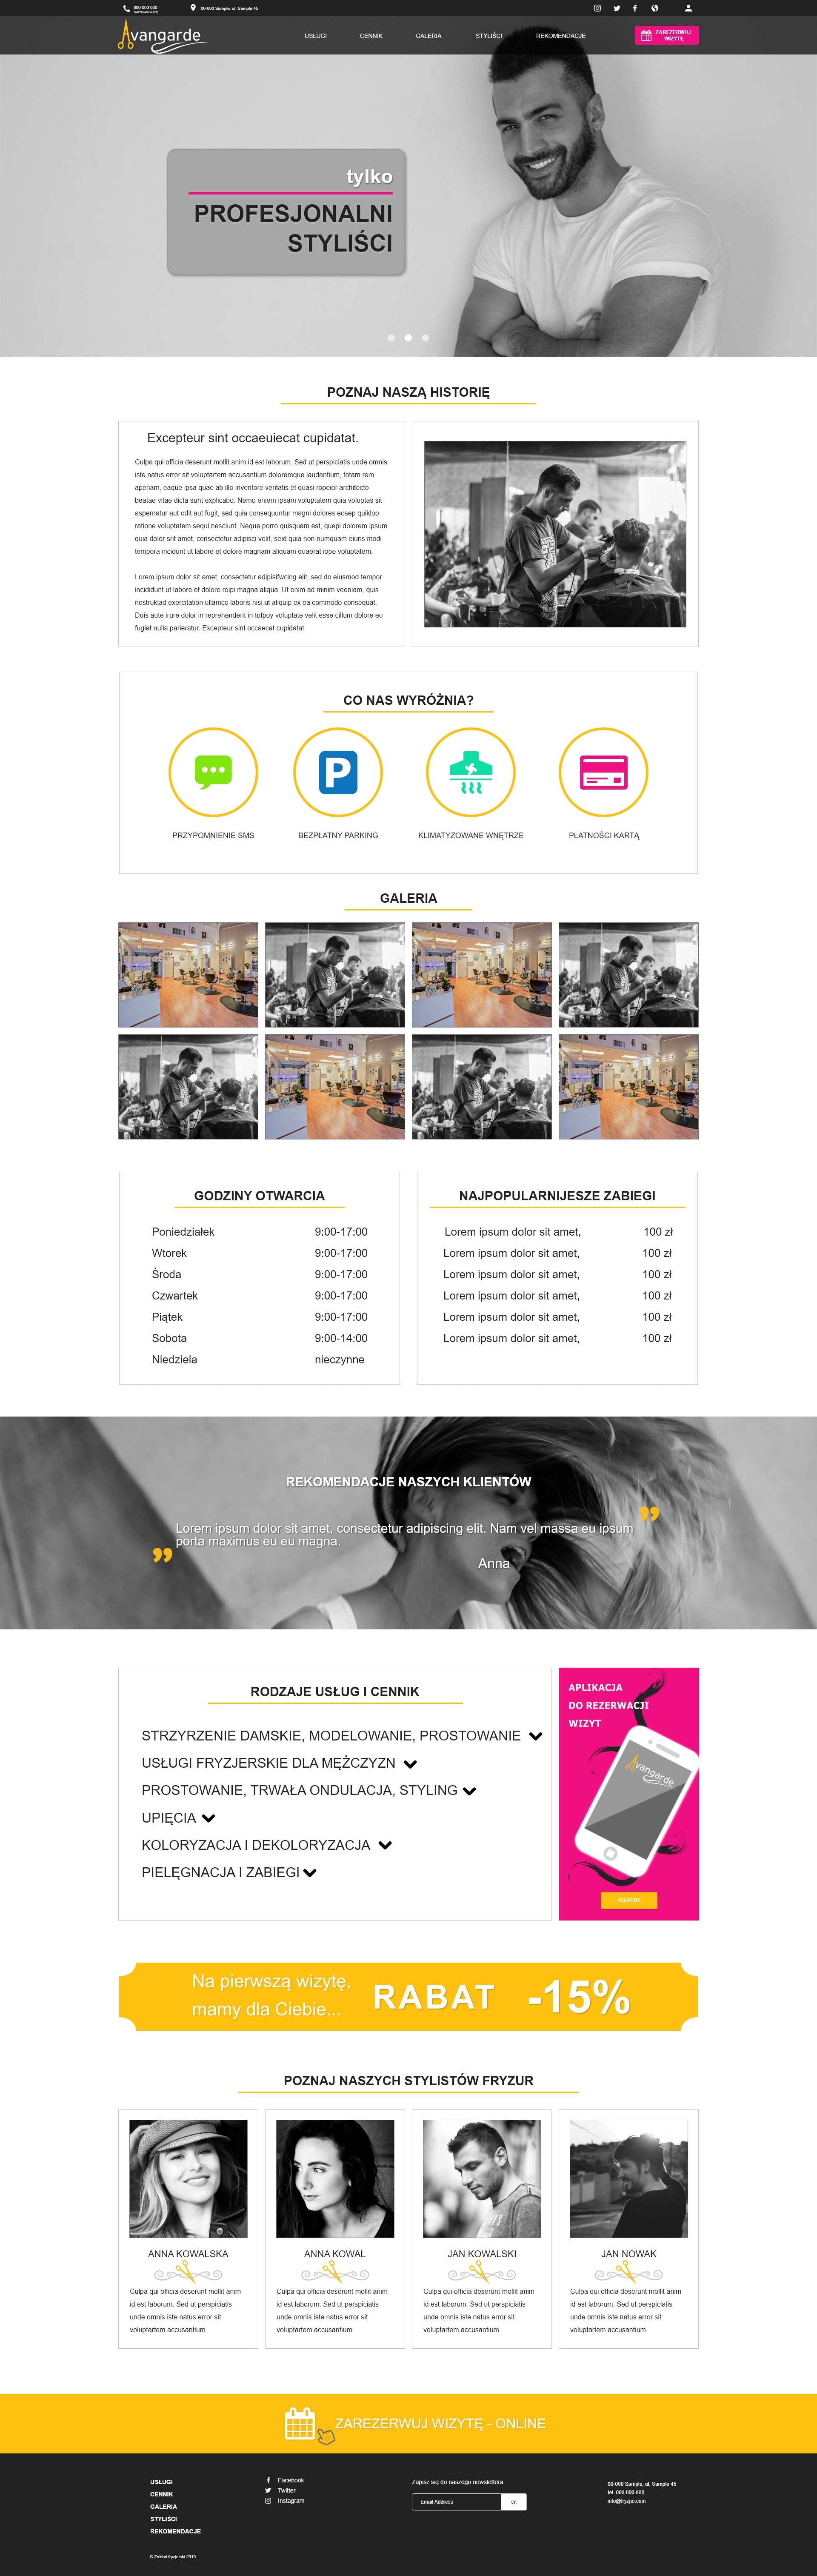 000 000 000
ZAREZERWUJ WIZYTĘ
00-000 Sample, ul. Sample 45
Avangarde
USŁUGI
CENNIK
GALERIA
STYLIŚCI
REKOMENDACJE
ZAREZERWUJ
WIZYTĘ
tylko
PROFESJONALNI
STYLIŚCI
POZNAJ NASZĄ HISTORIĘ
Excepteur sint occaeuiecat cupidatat.
Culpa qui officia deserunt mollit anim id est laborum. Sed ut perspiciatis unde omnis
iste natus error sit voluptatem accusantium doloremque laudantium, totam rem
aperiam, eaque ipsa quae ab illo inventore veritatis et quasi ropeior architecto
beatae vitae dicta sunt explicabo. Nemo eniem ipsam voluptatem quia voluptas sit
aspernatur aut odit aut fugit, sed quia consequuntur magni dolores eosep quiklop
ratione voluptatem sequi nesciunt. Neque porro quisquam est, quepi dolorem ipsum
quia dolor sit amet, consectetur adipisci velit, seid quia non numquam eiuris modi
tempora incidunt ut labore et dolore magnam aliquam quaerat iope voluptatem.
Lorem ipsum dolor sit amet, consectetur adipisifwcing elit, sed do eiusmod tempor
incididunt ut labore et dolore roipi magna aliqua. Ut enim ad minim veeniam, quis
nostruklad exercitation ullamco laboris nisi ut aliquip ex ea commodo consequat.
Duis aute irure dolor in reprehenderit in tufpoy voluptate velit esse cillum dolore eu
fugiat nulla parieratur. Excepteur sint occaecat cupidatat.
CO NAS WYRÓŻNIA?
P
PRZYPOMNIENIE SMS
BEZPŁATNY PARKING
KLIMATYZOWANE WNĘTRZE
PŁATNOŚCI KARTĄ
GALERIA
GODZINY OTWARCIA
Poniedziałek 9:00-17:00
Wtorek 9:00-17:00
Środa 9:00-17:00
Czwartek 9:00-17:00
Piątek 9:00-17:00
Sobota 9:00-14:00
Niedziela nieczynne
NAJPOPULARNIJESZE ZABIEGI
Lorem ipsum dolor sit amet, 100 zł
Lorem ipsum dolor sit amet, 100 zł
Lorem ipsum dolor sit amet, 100 zł
Lorem ipsum dolor sit amet, 100 zł
Lorem ipsum dolor sit amet, 100 zł
Lorem ipsum dolor sit amet, 100 zł
REKOMENDACJE NASZYCH KLIENTÓW
Lorem ipsum dolor sit amet, consectetur adipiscing elit. Nam vel massa eu ipsum
porta maximus eu eu magna.
Anna
RODZAJE USŁUG I CENNIK
STRZYRZENIE DAMSKIE, MODELOWANIE, PROSTOWANIE
USŁUGI FRYZJERSKIE DLA MĘŻCZYZN
PROSTOWANIE, TRWAŁA ONDULACJA, STYLING
UPIĘCIA
KOLORYZACJA I DEKOLORYZACJA
PIELĘGNACJA I ZABIEGI
APLIKACJA
DO REZERWACJI
WIZYT
Avangarde
POBIERZ
Na pierwszą wizytę,
mamy dla Ciebie...
RABAT -15%
POZNAJ NASZYCH STYLISTÓW FRYZUR
ANNA KOWALSKA
Culpa qui officia deserunt mollit anim
id est laborum. Sed ut perspiciatis
unde omnis iste natus error sit
voluptartem accusantium
ANNA KOWAL
Culpa qui officia deserunt mollit anim
id est laborum. Sed ut perspiciatis
unde omnis iste natus error sit
voluptartem accusantium
JAN KOWALSKI
Culpa qui officia deserunt mollit anim
id est laborum. Sed ut perspiciatis
unde omnis iste natus error sit
voluptartem accusantium
JAN NOWAK
Culpa qui officia deserunt mollit anim
id est laborum. Sed ut perspiciatis
unde omnis iste natus error sit
voluptartem accusantium
ZAREZERWUJ WIZYTĘ - ONLINE
USŁUGI
CENNIK
GALERIA
STYLIŚCI
REKOMENDACJE
Facebook
Twitter
Instagram
Zapisz się do naszego newslettera
Email Address
OK
00-000 Sample, ul. Sample 45
tel. 000 000 000
info@fryzjer.com
© Zakład fryzjerski 2019